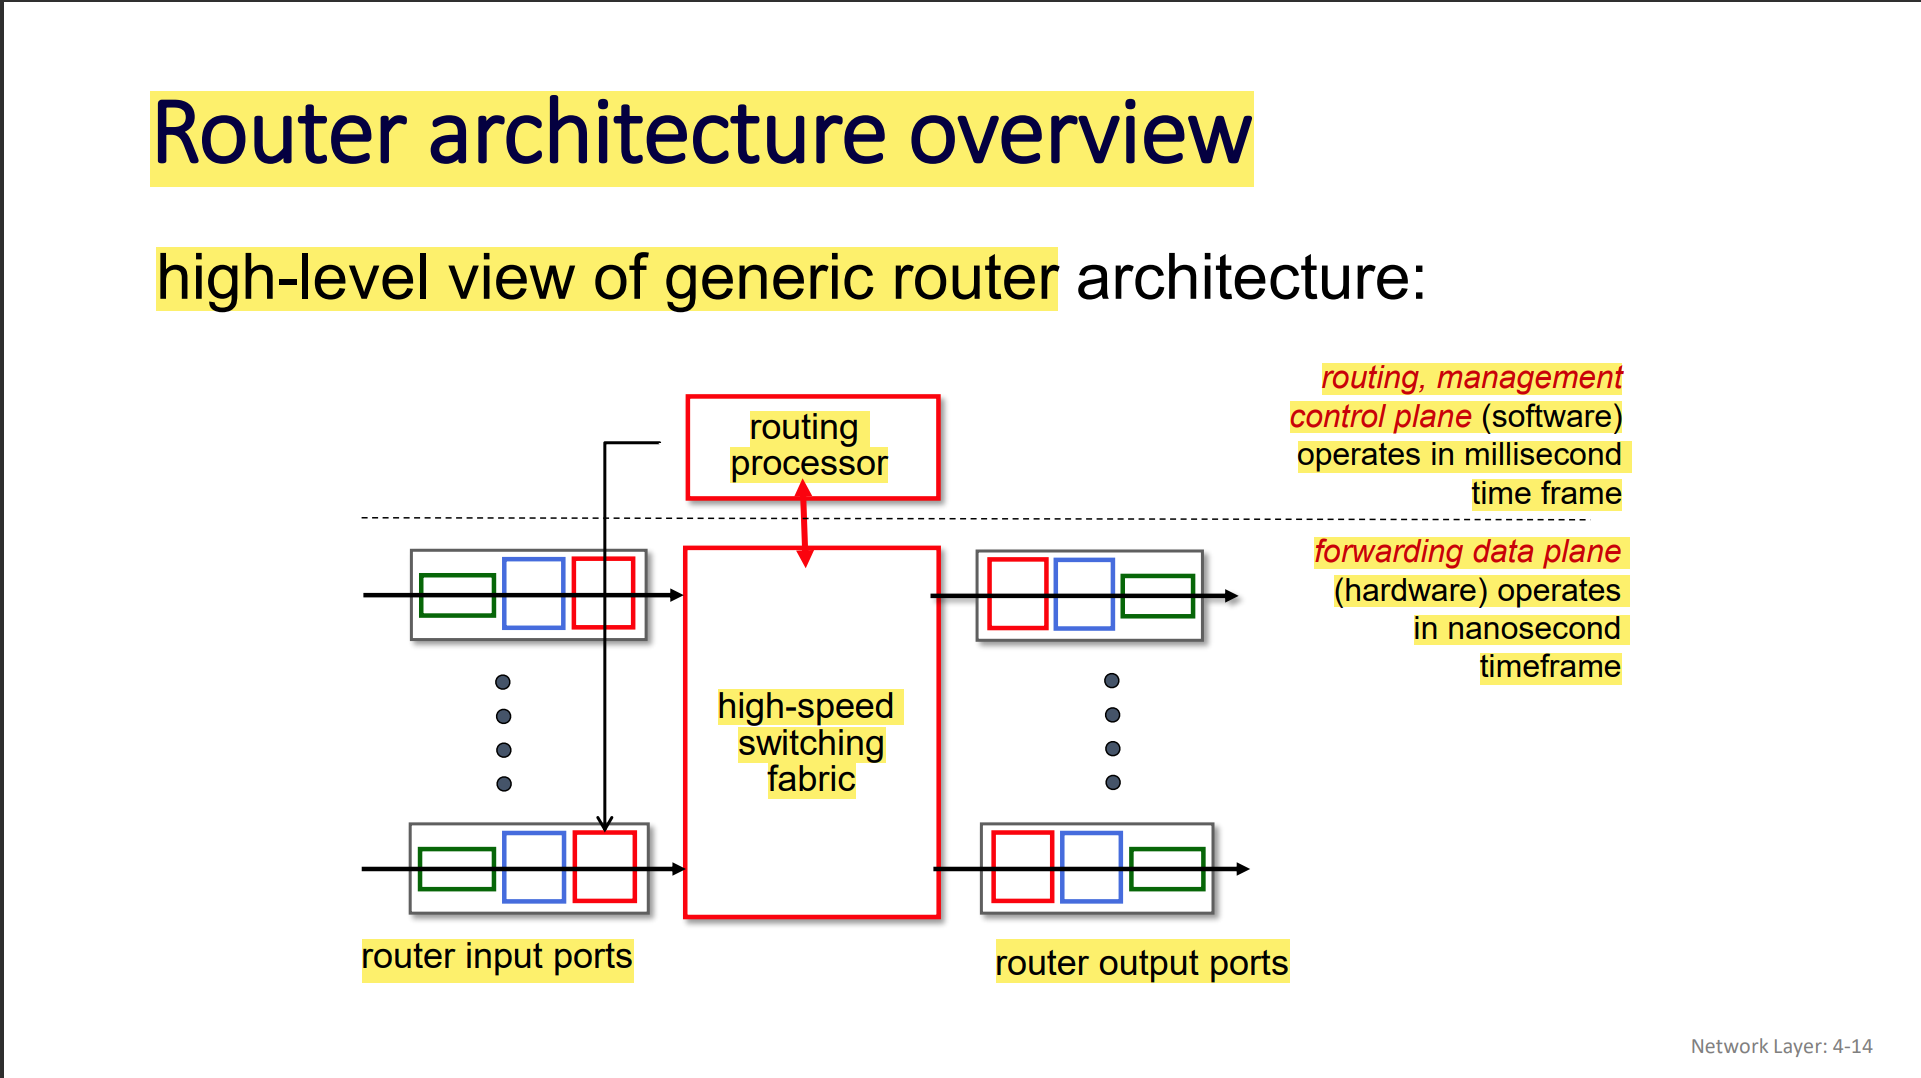 Router architecture overview
high-level view of generic router architecture:
routing, management
control plane (software)
operates in millisecond
time frame
routing
processor
forwarding data plane
(hardware) operates
in nanosecond
timeframe
high-speed
switching
fabric
router input ports
router output ports
Network Layer: 4-14